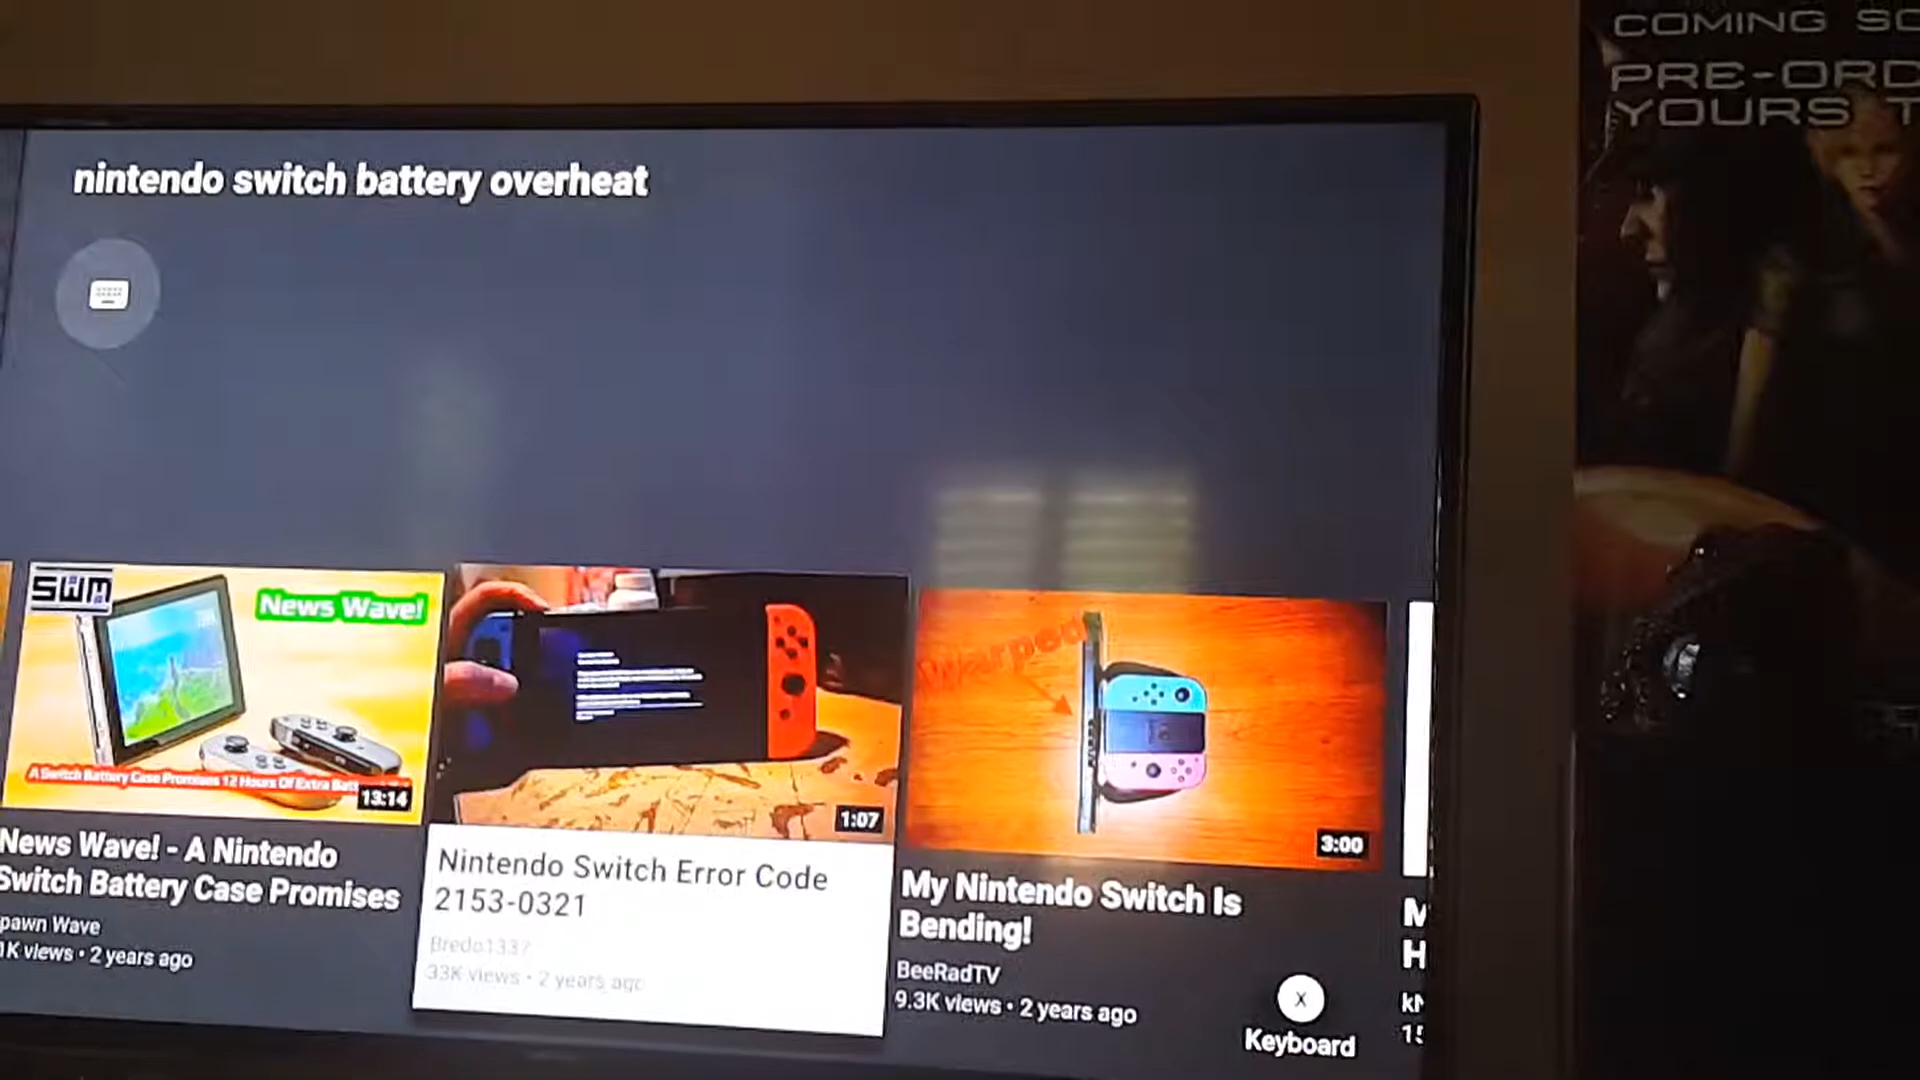 COMING
PRE-ORD
YOURS T
nintendo switch battery overheat
SWM
News Wave!
A Switch Battery Case Promises 12 Hours Of Extra Batt
13:14
1:07
Warped
3:00
News Wave! - A Nintendo
Switch Battery Case Promises
pawn Wave
1K views • 2 years ago
Nintendo Switch Error Code
2153-0321
Bredo1337
33K views • 2 years ago
My Nintendo Switch Is
Bending!
BeeRadTV
9.3K views • 2 years ago
X
Keyboard
M
H
15